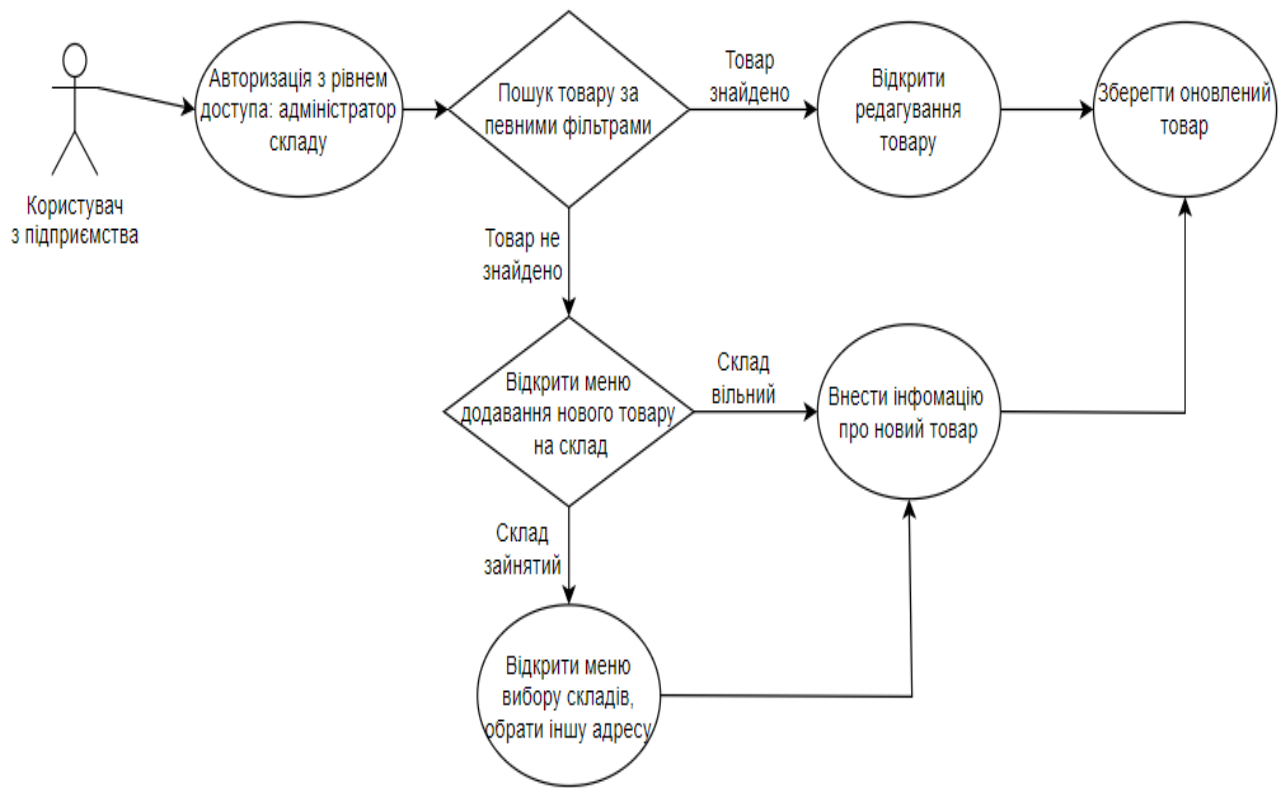 Користувач
з підприємства
Авторизація з рівнем
доступа: адміністратор
складу
Пошук товару за
певними фільтрами
Товар
знайдено
Відкрити
редагування
товару
Зберегти оновлений
товар
Товар не
знайдено
Відкрити меню
додавання нового товару
на склад
Склад
вільний
Внести інфомацію
про новий товар
Склад
зайнятий
Відкрити меню
вибору складів,
обрати іншу адресу